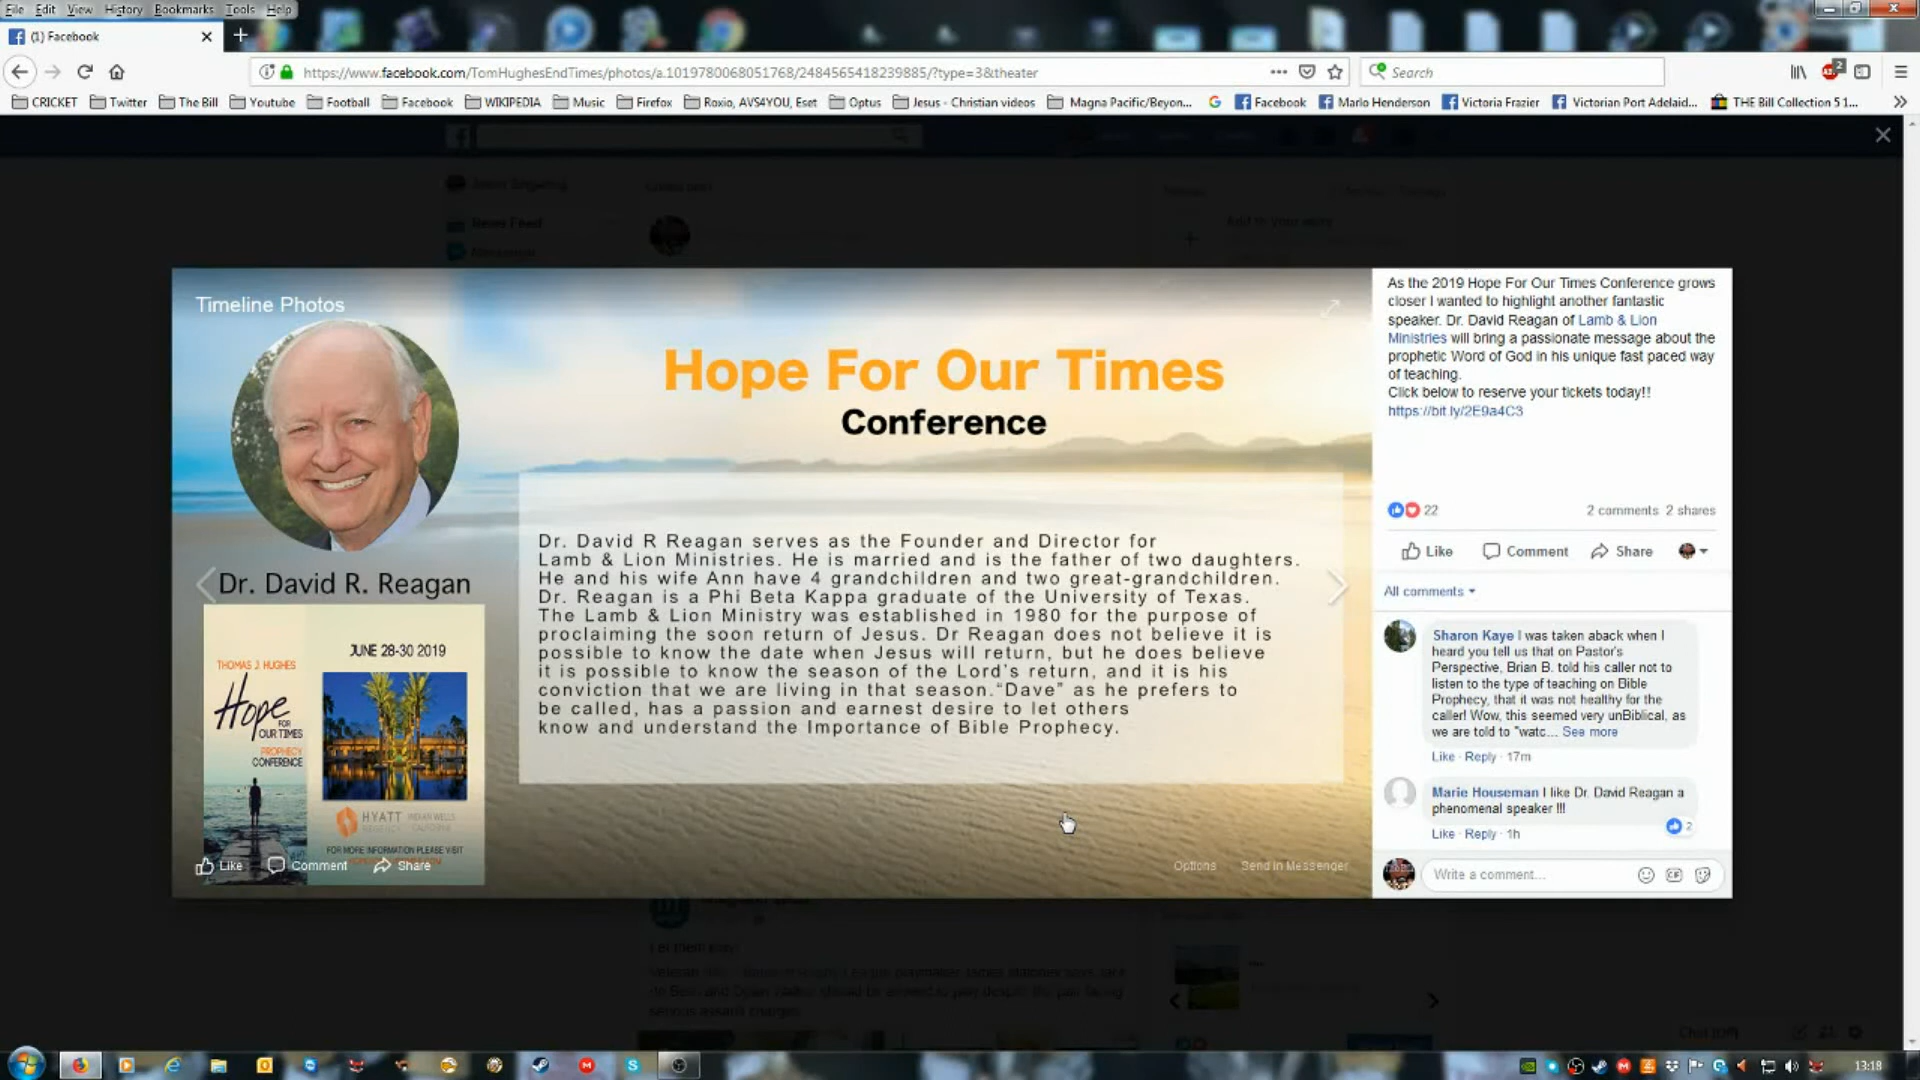 File Edit View History Bookmarks Tools Help
(1) Facebook
https://www.facebook.com/TomHughesEndTimes/photos/a.1019780068051768/2484565418239885/?type=3&theater
Search
2
CRICKET Twitter The Bill Youtube Football Facebook WIKIPEDIA Music Firefox Roxio, AVS4YOU, Eset Optus Jesus - Christian videos Magna Pacific/Beyon... Facebook Marlo Henderson Victoria Frazier Victorian Port Adelaid... THE Bill Collection 5 1...
News Feed
Timeline Photos
Hope For Our Times
Conference
Dr. David R. Reagan
Dr. David R Reagan serves as the Founder and Director for
Lamb & Lion Ministries. He is married and is the father of two daughters.
He and his wife Ann have 4 grandchildren and two great-grandchildren.
Dr. Reagan is a Phi Beta Kappa graduate of the University of Texas.
The Lamb & Lion Ministry was established in 1980 for the purpose of
proclaiming the soon return of Jesus. Dr Reagan does not believe it is
possible to know the date when Jesus will return, but he does believe
it is possible to know the season of the Lord's return, and it is his
conviction that we are living in that season."Dave" as he prefers to
be called, has a passion and earnest desire to let others
know and understand the Importance of Bible Prophecy.
THOMAS J. HUGHES
Hope
FOR
OUR TIMES
PROPHECY
CONFERENCE
JUNE 28-30 2019
HYATT
REGENCY
INDIAN WELLS
CALIFORNIA
FOR MORE INFORMATION PLEASE VISIT
Like Comment Share
Options Send in Messenger
As the 2019 Hope For Our Times Conference grows
closer I wanted to highlight another fantastic
speaker. Dr. David Reagan of Lamb & Lion
Ministries will bring a passionate message about the
prophetic Word of God in his unique fast paced way
of teaching.
Click below to reserve your tickets today!!
https://bit.ly/2E9a4C3
22 2 comments 2 shares
Like Comment Share
All comments
Sharon Kaye I was taken aback when I
heard you tell us that on Pastor's
Perspective, Brian B. told his caller not to
listen to the type of teaching on Bible
Prophecy, that it was not healthy for the
caller! Wow, this seemed very unBiblical, as
we are told to "watc... See more
Like · Reply · 17m
Marie Houseman I like Dr. David Reagan a
phenomenal speaker !!!
2
Like · Reply · 1h
Write a comment...
13:18